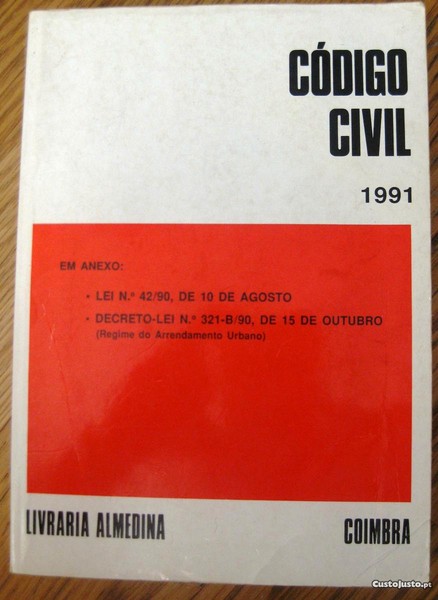 CÓDIGO
CIVIL
1991
EM ANEXO:
• LEI N.º 42/90, DE 10 DE AGOSTO
• DECRETO-LEI N.º 321-B/90, DE 15 DE OUTUBRO
(Regime do Arrendamento Urbano)
LIVRARIA ALMEDINA COIMBRA
CustoJusto.pt